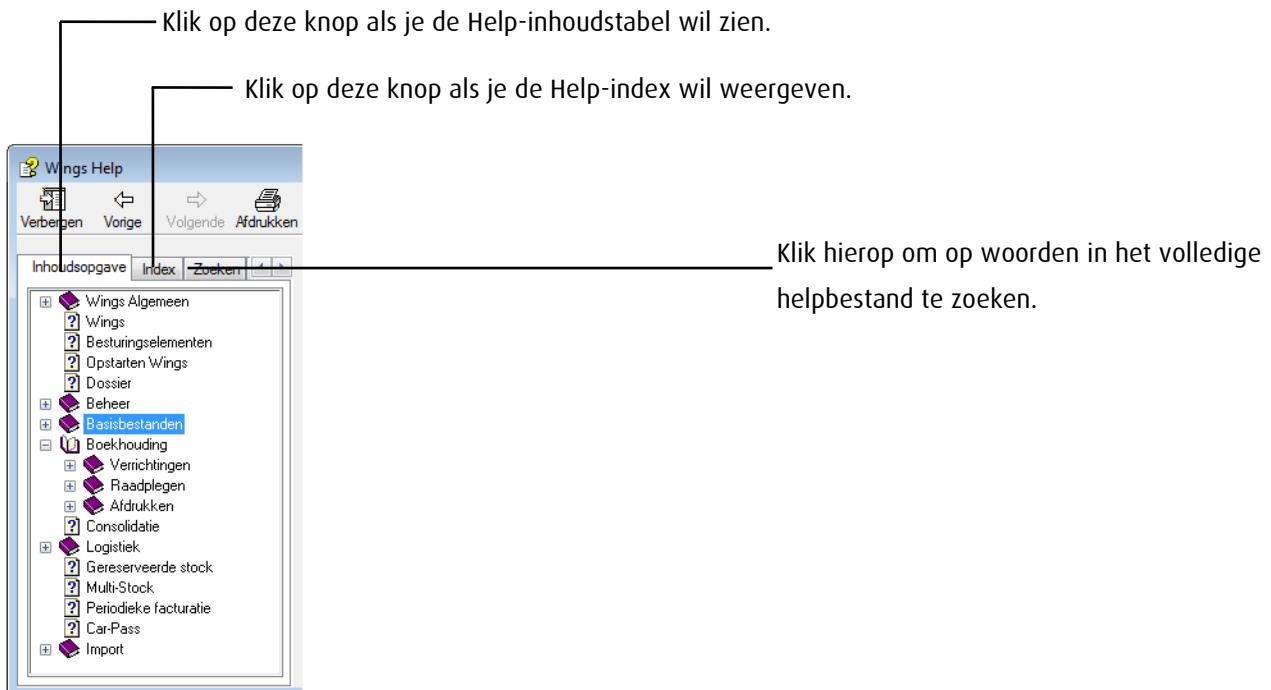 Klik op deze knop als je de Help-inhoudstabel wil zien.
Klik op deze knop als je de Help-index wil weergeven.
Wings Help
Verbergen Vorige Volgende Afdrukken
Inhoudsopgave Index Zoeken
Klik hierop om op woorden in het volledige
helpbestand te zoeken.
Wings Algemeen
Wings
Besturingselementen
Opstarten Wings
Dossier
Beheer
Basisbestanden
Boekhouding
Verrichtingen
Raadplegen
Afdrukken
Consolidatie
Logistiek
Gereserveerde stock
Multi-Stock
Periodieke facturatie
Car-Pass
Import